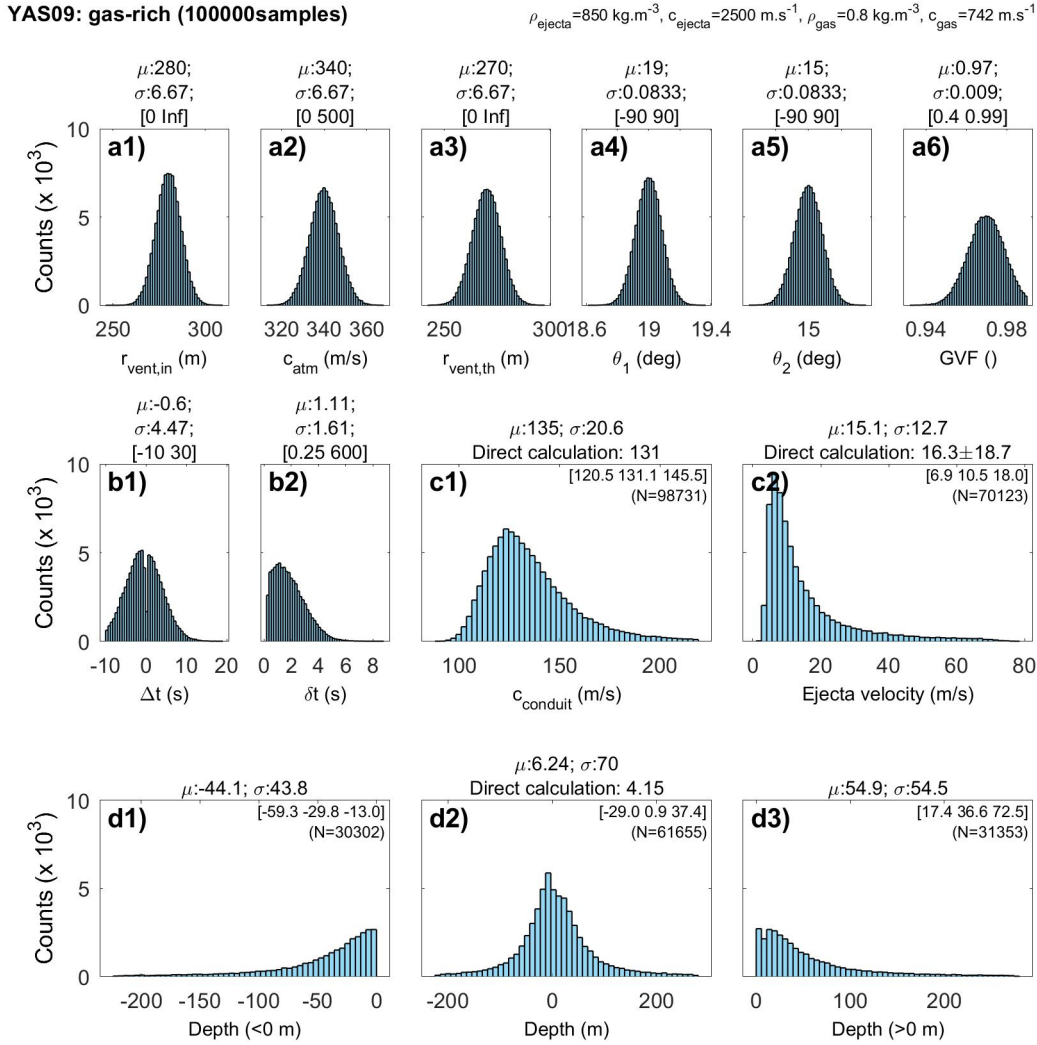 YAS09: gas-rich (100000samples)
ρejecta=850 kg.m-3, cejecta=2500 m.s-1, ρgas=0.8 kg.m-3, cgas=742 m.s-1
μ:280; μ:340; μ:270; μ:19; μ:15; μ:0.97;
σ:6.67; σ:6.67; σ:6.67; σ:0.0833; σ:0.0833; σ:0.009;
[0 Inf] [0 500] [0 Inf] [-90 90] [-90 90] [0.4 0.99]
10
a1) a2) a3) a4) a5) a6)
5
0
Counts (x 10³)
250 300 320 340 360 250 300 18.6 19 19.4 15 0.94 0.98
rvent,in (m) catm (m/s) rvent,th (m) θ1 (deg) θ2 (deg) GVF ()
μ:-0.6; μ:1.11;
σ:4.47; σ:1.61; μ:135; σ:20.6 μ:15.1; σ:12.7
[-10 30] [0.25 600] Direct calculation: 131 Direct calculation: 16.3±18.7
10
b1) b2) c1) [120.5 131.1 145.5] c2) [6.9 10.5 18.0]
(N=98731) (N=70123)
5
0
Counts (x 10³)
-10 0 10 20 0 2 4 6 8 100 150 200 0 20 40 60 80
Δt (s) δt (s) cconduit (m/s) Ejecta velocity (m/s)
μ:6.24; σ:70
μ:-44.1; σ:43.8 Direct calculation: 4.15 μ:54.9; σ:54.5
10
d1) [-59.3 -29.8 -13.0] d2) [-29.0 0.9 37.4] d3) [17.4 36.6 72.5]
(N=30302) (N=61655) (N=31353)
5
0
Counts (x 10³)
-200 -150 -100 -50 0 -200 0 200 0 100 200
Depth (<0 m) Depth (m) Depth (>0 m)